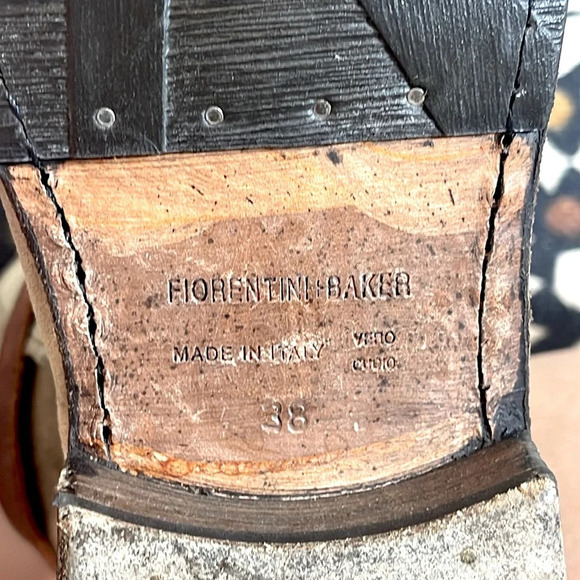 FIORENTINI+BAKER
MADE IN ITALY
VERO
CUOIO
38